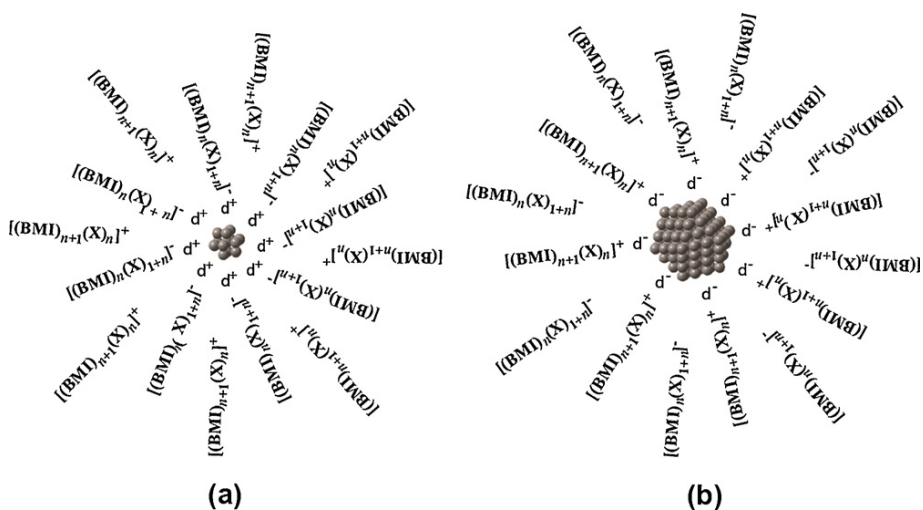 [(BMI)n+1(X)n]+
[(BMI)n+1(X)n]+
[(BMI)n(X)1+n]-
[(BMI)n(X)1+n]-
[(BMI)n+1(X)n]+
[(BMI)n(X)1 + n]-
[(BMI)n(X)n+1]-
[(BMI)n+1(X)n]+
[(BMI)n(X)1+n]-
[(BMI)n+1(X)n]+
[(BMI)n(X)n+1]-
[(BMI)n+1(X)n]+
[(BMI)( X)1+n]-
[(BMI)n(X)n+1]-
[(BMI)n+1(X)n]+
[(BMI)n+1(X)n]+
d+
d+
d+
d+
d+
d+
d+
d+
(a)
[(BMI)n(X)1+n]-
[(BMI)n(X)1+n]-
[(BMI)n+1(X)n]+
[(BMI)n+1(X)n]+
[(BMI)n(X)1+n]-
[(BMI)n+1(X)n]+
[(BMI)n(X)1+n]-
[(BMI)n+1(X)n]+
[(BMI)n+1(X)n]+
[(BMI)n(X)n+1]-
[(BMI)n+1(X)n]+
[(BMI)n(X)1+n]-
[(BMI)n+1(X)n]+
[(BMI)n+1(X)n]+
[(BMI)n(X)1+n]-
[(BMI)n(X)1+n]-
d-
d-
d-
d-
d-
d-
d-
d-
(b)